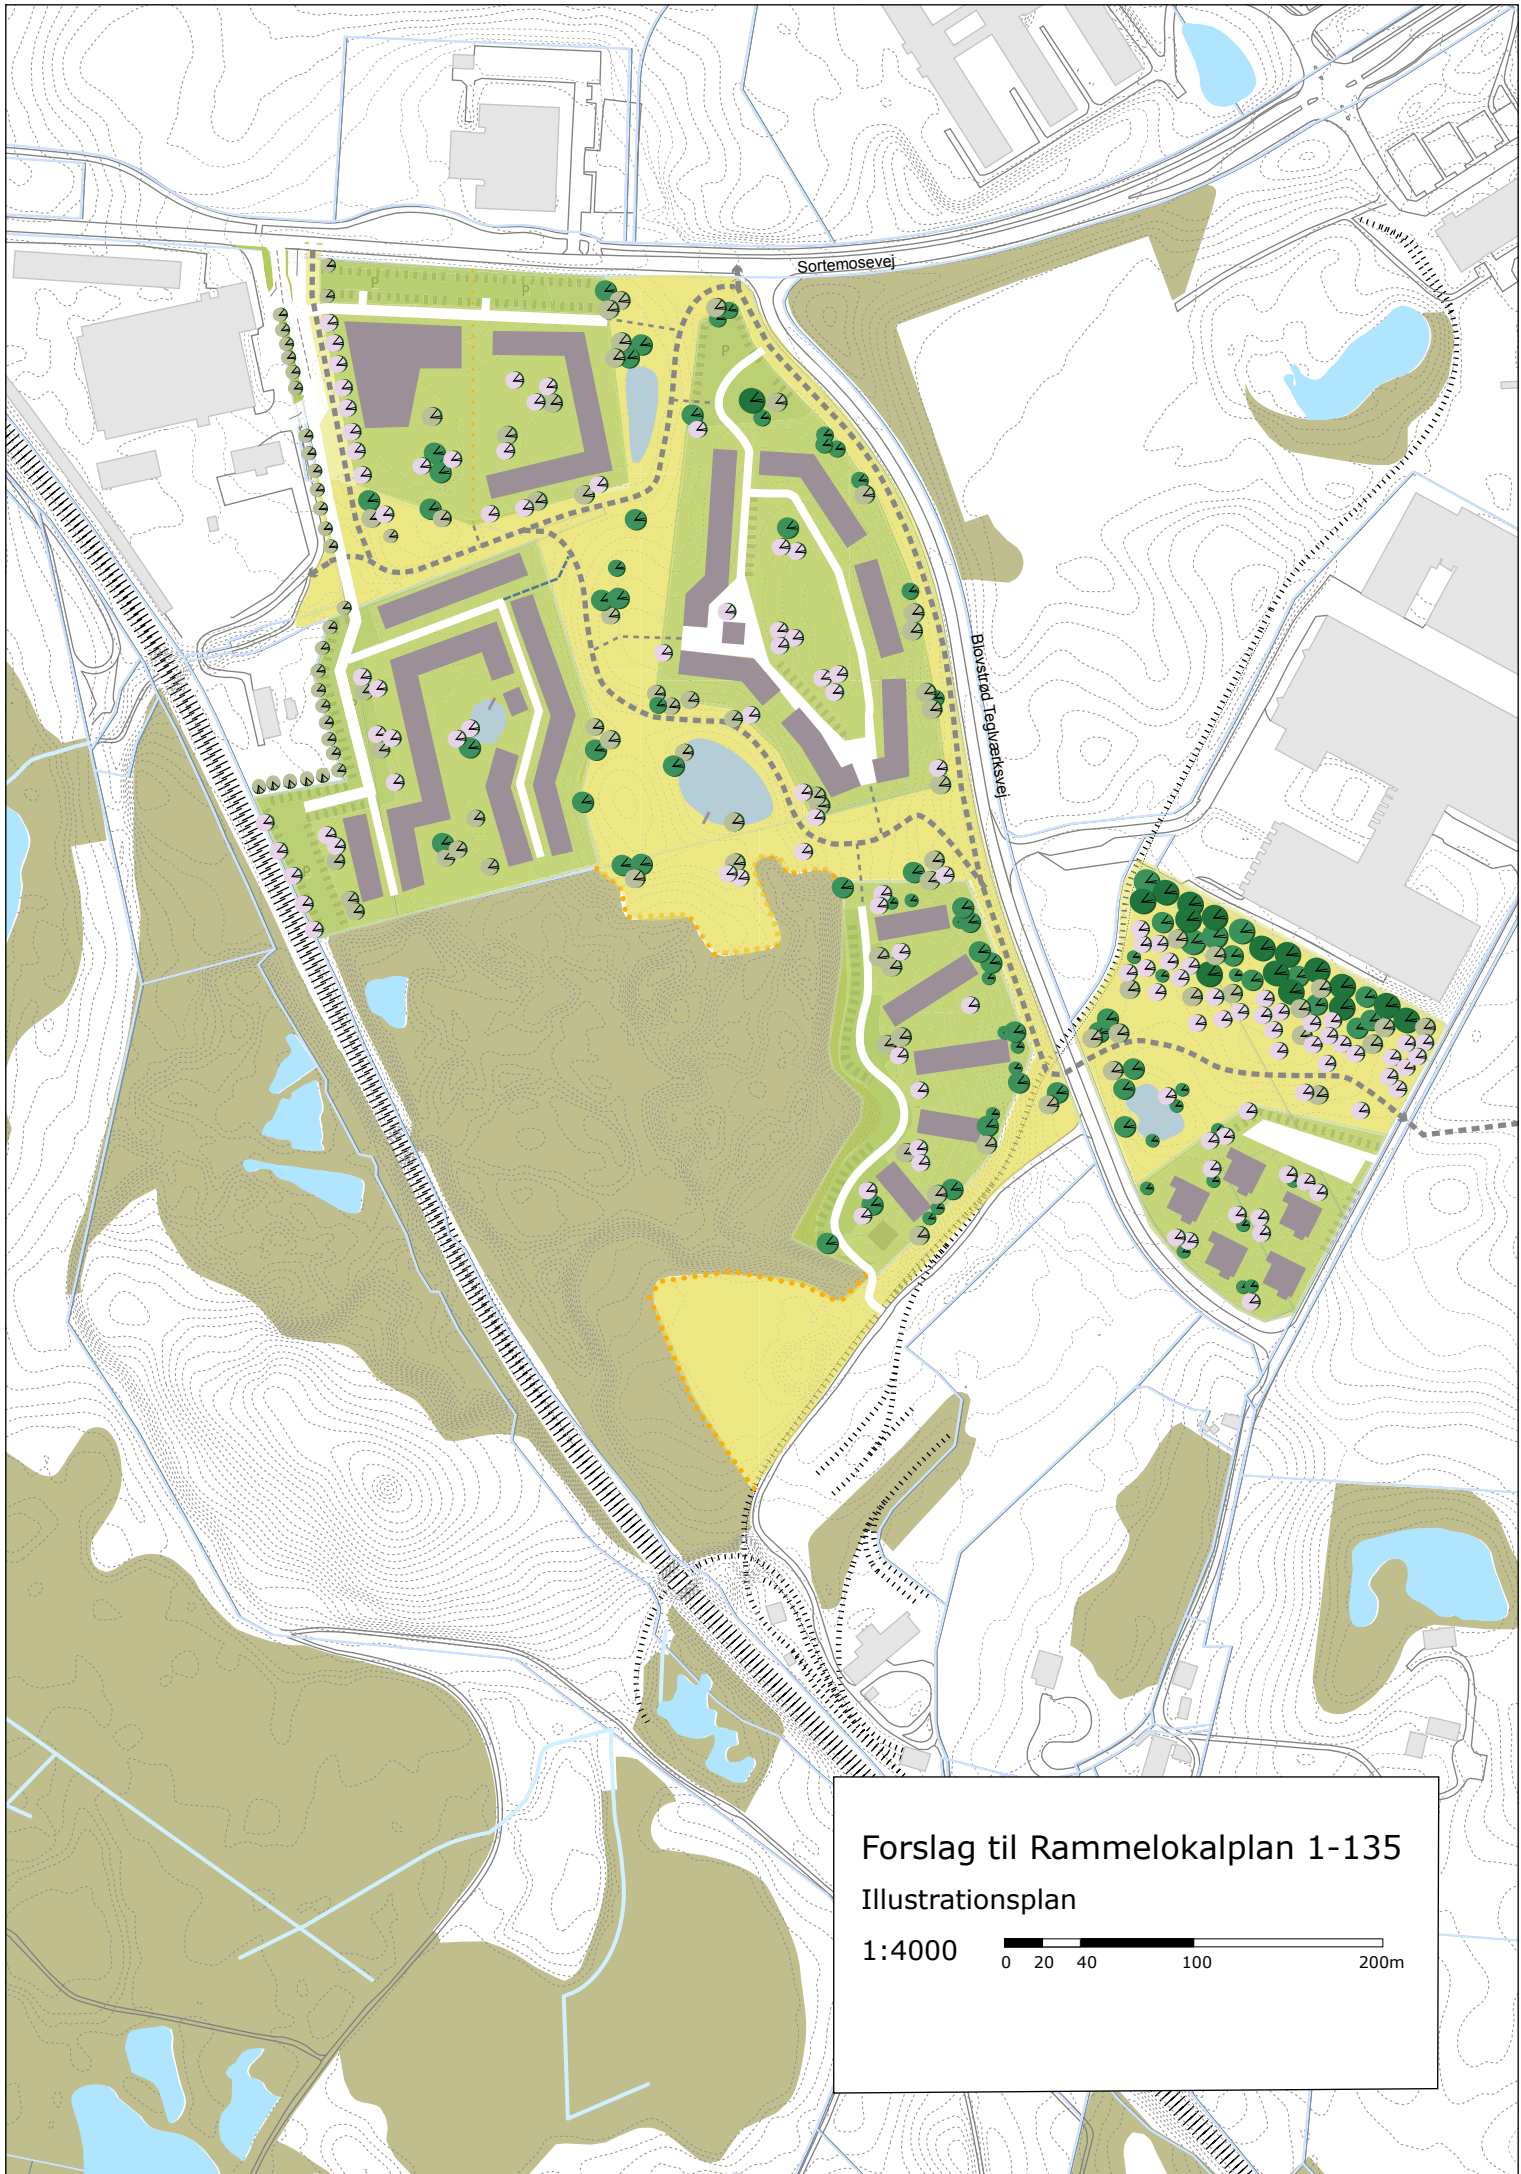 Sortemosevej
P
P
P
Blovstrød Teglværksvej
P
Forslag til Rammelokalplan 1-135
Illustrationsplan
1:4000
0 20 40 100 200m